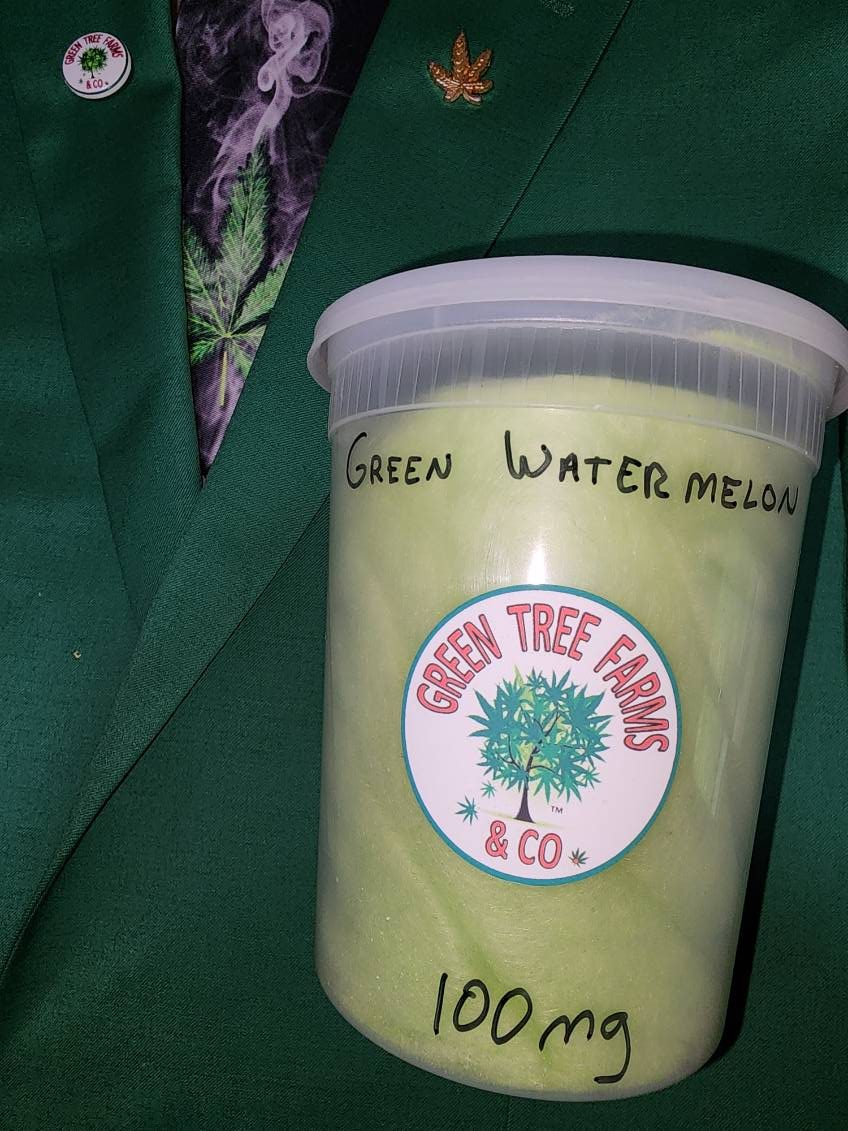 GREEN TREE FARMS
& CO.
GREEN WATERMELON
GREEN TREE FARMS
TM
& CO
100mg